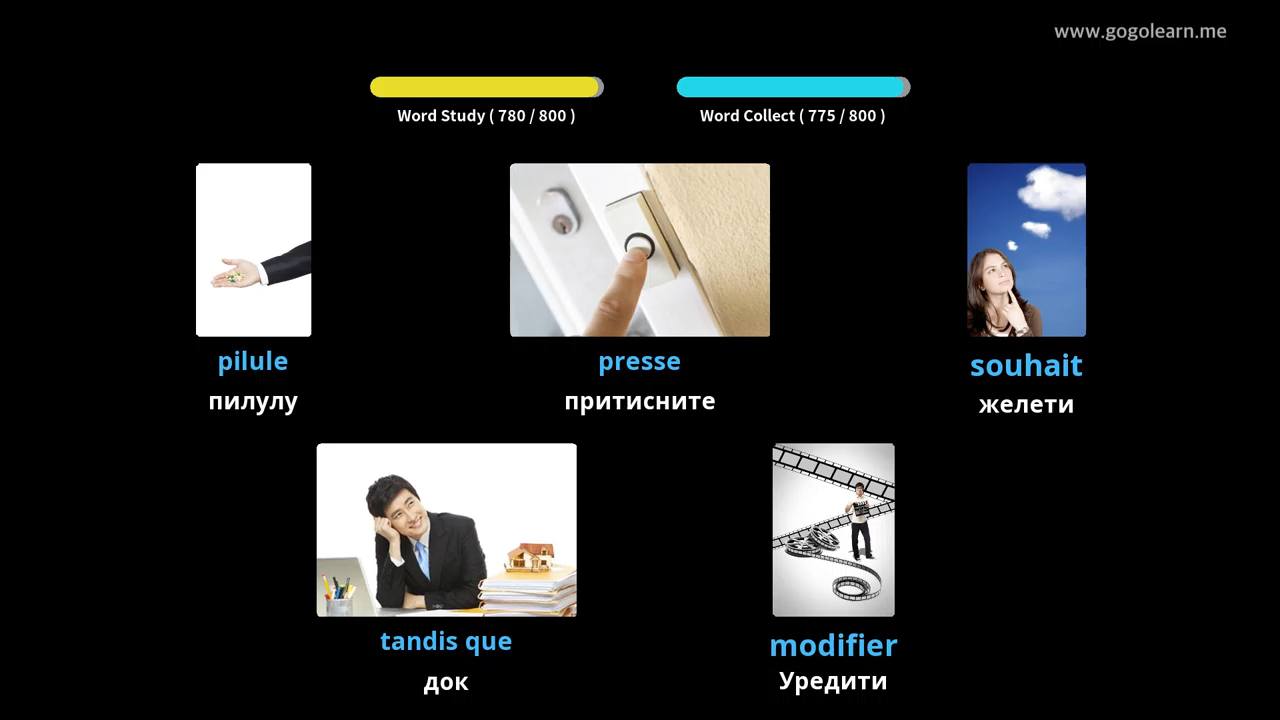 www.gogolearn.me
Word Study ( 780 / 800 )
Word Collect ( 775 / 800 )
pilule
пилулу
presse
притисните
souhait
желети
tandis que
док
modifier
Уредити